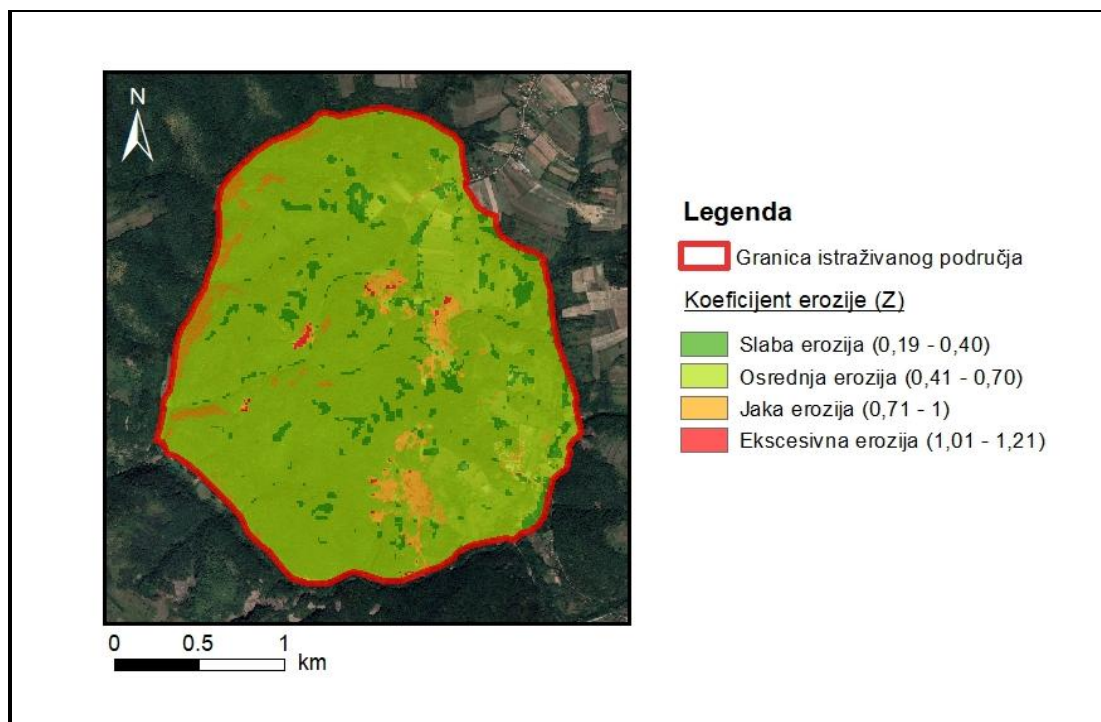 N
Legenda
Granica istraživanog područja
Koeficijent erozije (Z)
Slaba erozija (0,19 - 0,40)
Osrednja erozija (0,41 - 0,70)
Jaka erozija (0,71 - 1)
Ekscesivna erozija (1,01 - 1,21)
0 0.5 1
km